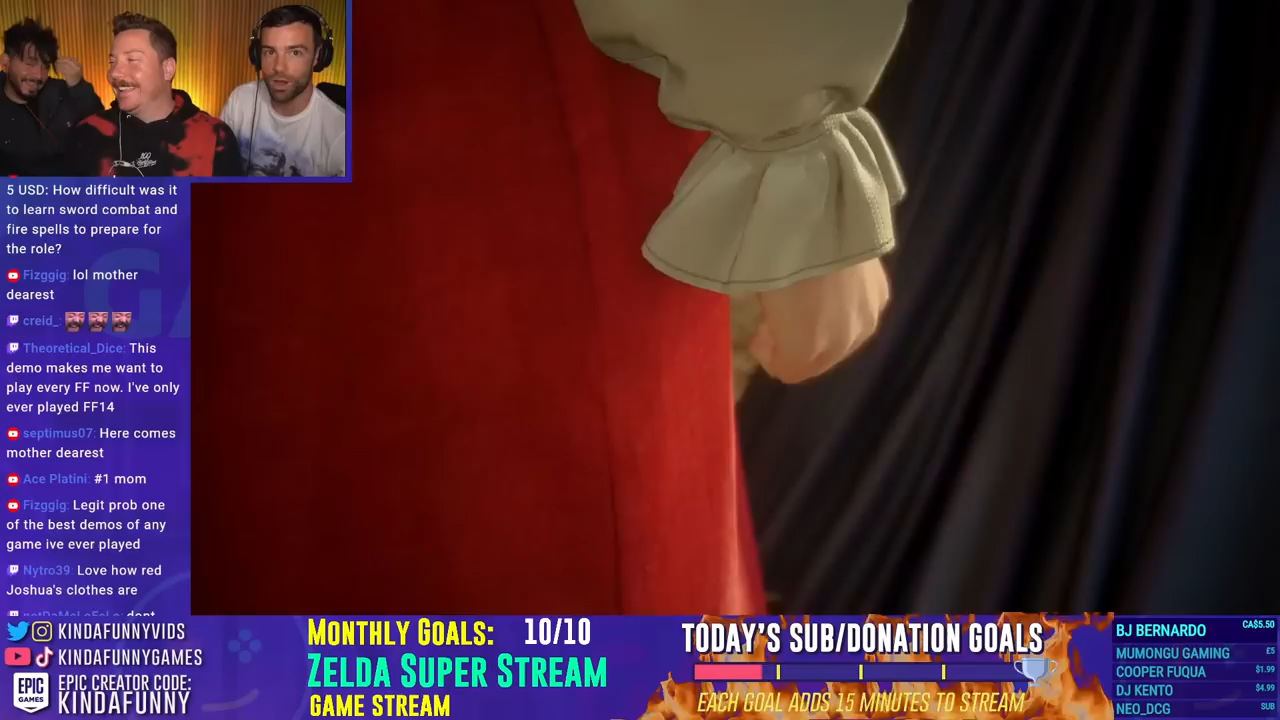 5 USD: How difficult was it
to learn sword combat and
fire spells to prepare for
the role?
Fizggig: lol mother
dearest
creid_:
Theoretical_Dice: This
demo makes me want to
play every FF now. I've only
ever played FF14
septimus07: Here comes
mother dearest
Ace Platini: #1 mom
Fizggig: Legit prob one
of the best demos of any
game ive ever played
Nytro39: Love how red
Joshua's clothes are
KINDAFUNNYVIDS
KINDAFUNNYGAMES
EPIC GAMES
EPIC CREATOR CODE:
KINDAFUNNY
MONTHLY GOALS: 10/10
ZELDA SUPER STREAM
GAME STREAM
TODAY'S SUB/DONATION GOALS
EACH GOAL ADDS 15 MINUTES TO STREAM
BJ BERNARDO CA$5.50
MUMONGU GAMING £5
COOPER FUQUA $1.99
DJ KENTO $4.99
NEO_DCG SUB